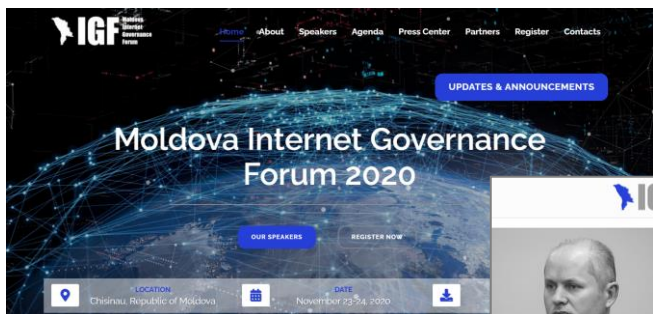 IGF Moldova
Internet
Governance
Forum
Home About Speakers Agenda Press Center Partners Register Contacts
UPDATES & ANNOUNCEMENTS
Moldova Internet Governance
Forum 2020
OUR SPEAKERS REGISTER NOW
LOCATION DATE
Chisinau, Republic of Moldova November 23-24, 2020